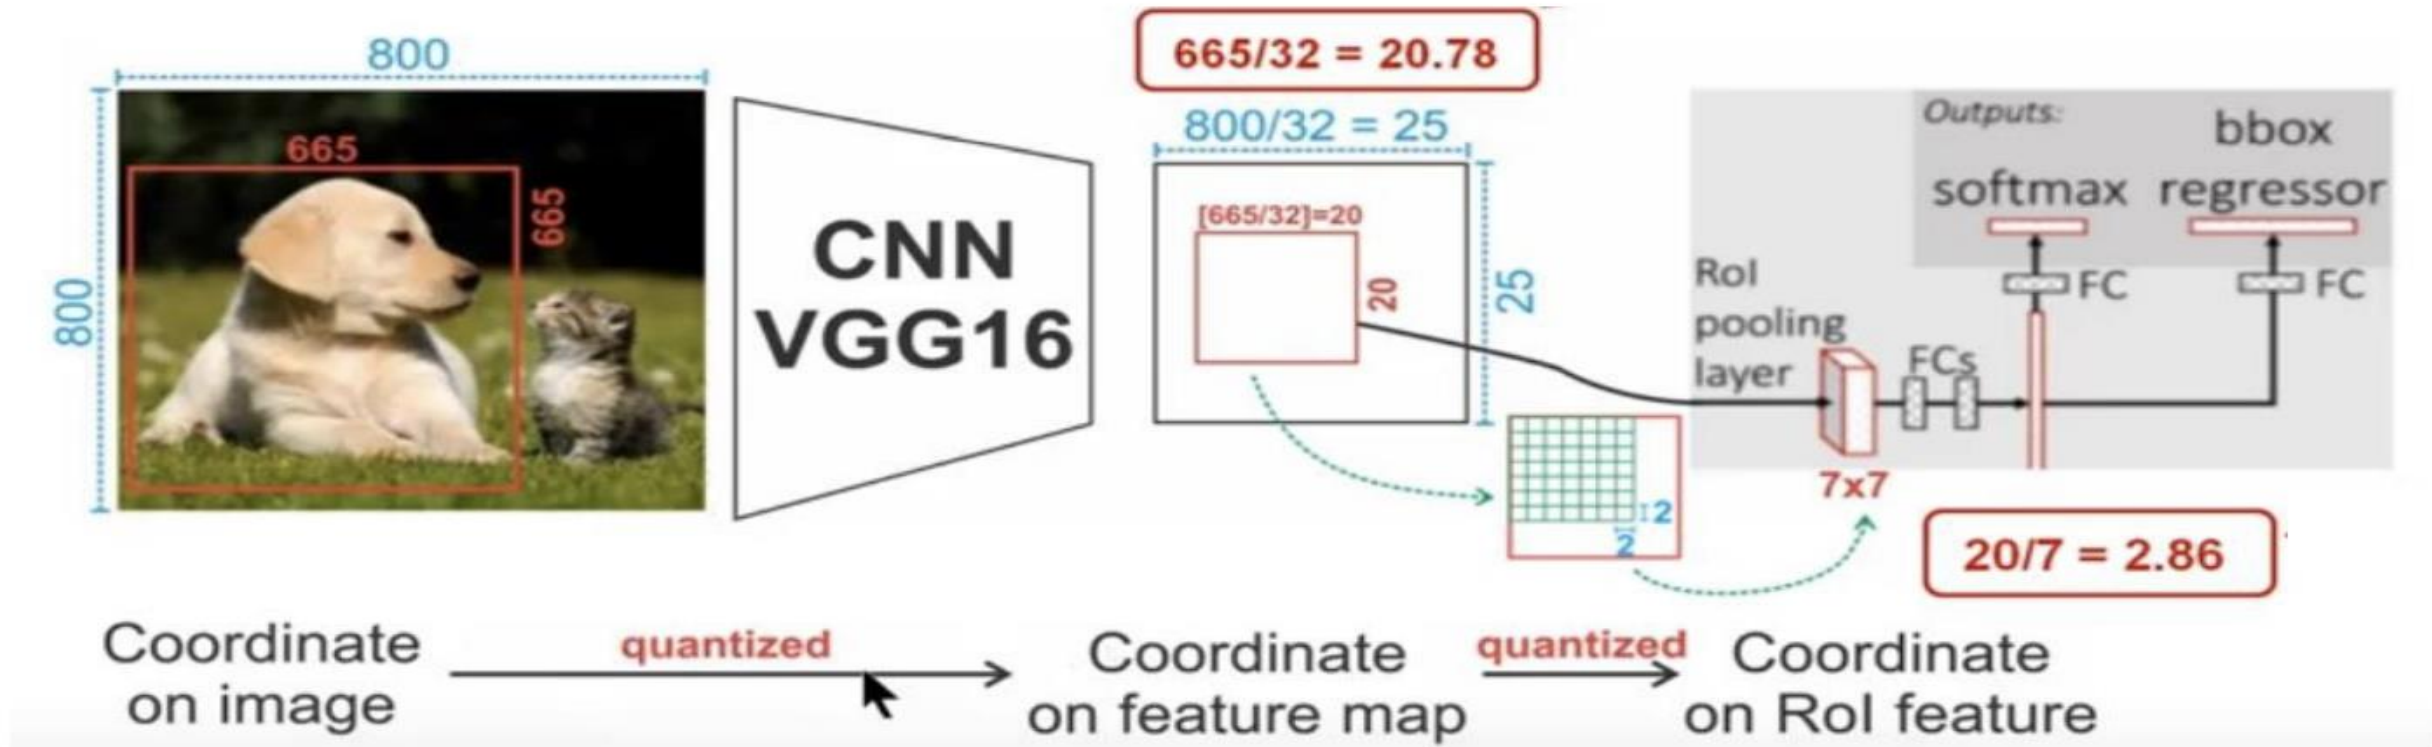 800
800
665
665
CNN
VGG16
665/32 = 20.78
800/32 = 25
[665/32]=20
20
25
2
2
RoI
pooling
layer
Outputs:
softmax
bbox
regressor
FC
FC
FCs
7x7
20/7 = 2.86
Coordinate
on image
quantized
Coordinate
on feature map
quantized
Coordinate
on RoI feature